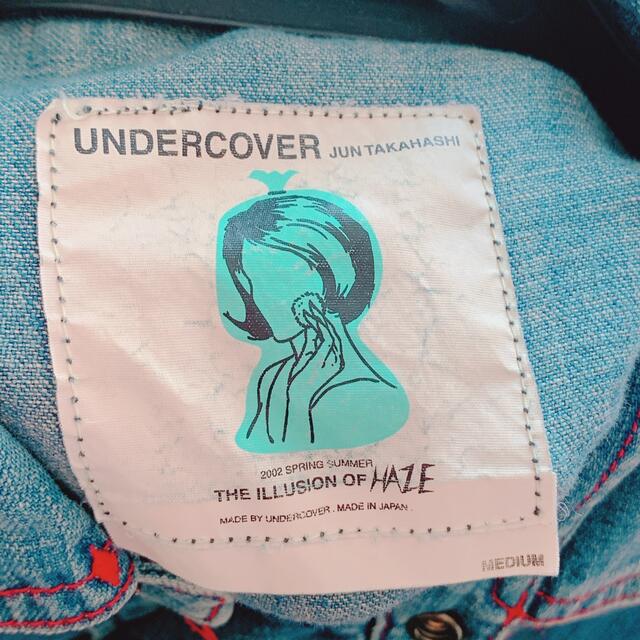 UNDERCOVER JUN TAKAHASHI
2002 SPRING SUMMER
THE ILLUSION OF HAZE
MADE BY UNDERCOVER . MADE IN JAPAN .
MEDIUM